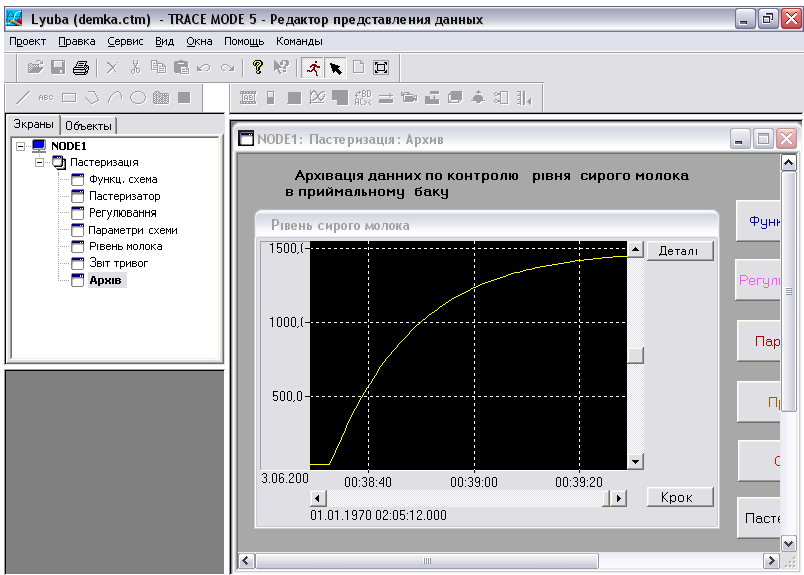 Lyuba (demka.ctm) - TRACE MODE 5 - Редактор представления данных
Проект Правка Сервис Вид Окна Помощь Команды
Экраны Объекты
NODE1
Пастеризація
Функц. схема
Пастеризатор
Регулювання
Параметри схеми
Рівень молока
Звіт тривог
Архів
NODE1: Пастеризація: Архив
Архівація данних по контролю рівня сирого молока
в приймальному баку
Рівень сирого молока
1500,(
1000,(
500,0
3.06.200
00:38:40 00:39:00 00:39:20
01.01.1970 02:05:12.000
Деталі
Крок
Функ
Регул
Пар
Пр
С
Пасте